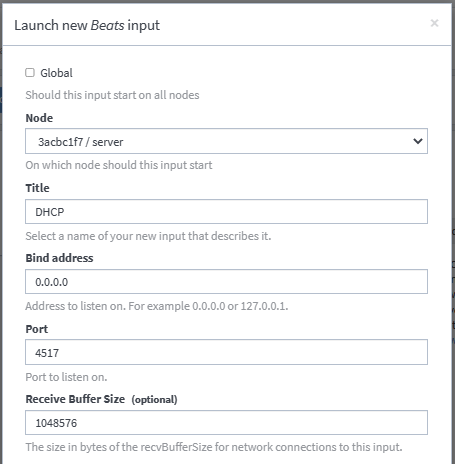 Launch new Beats input
×
Global
Should this input start on all nodes
Node
3acbc1f7 / server
On which node should this input start
Title
DHCP
Select a name of your new input that describes it.
Bind address
0.0.0.0
Address to listen on. For example 0.0.0.0 or 127.0.0.1.
Port
4517
Port to listen on.
Receive Buffer Size (optional)
1048576
The size in bytes of the recvBufferSize for network connections to this input.